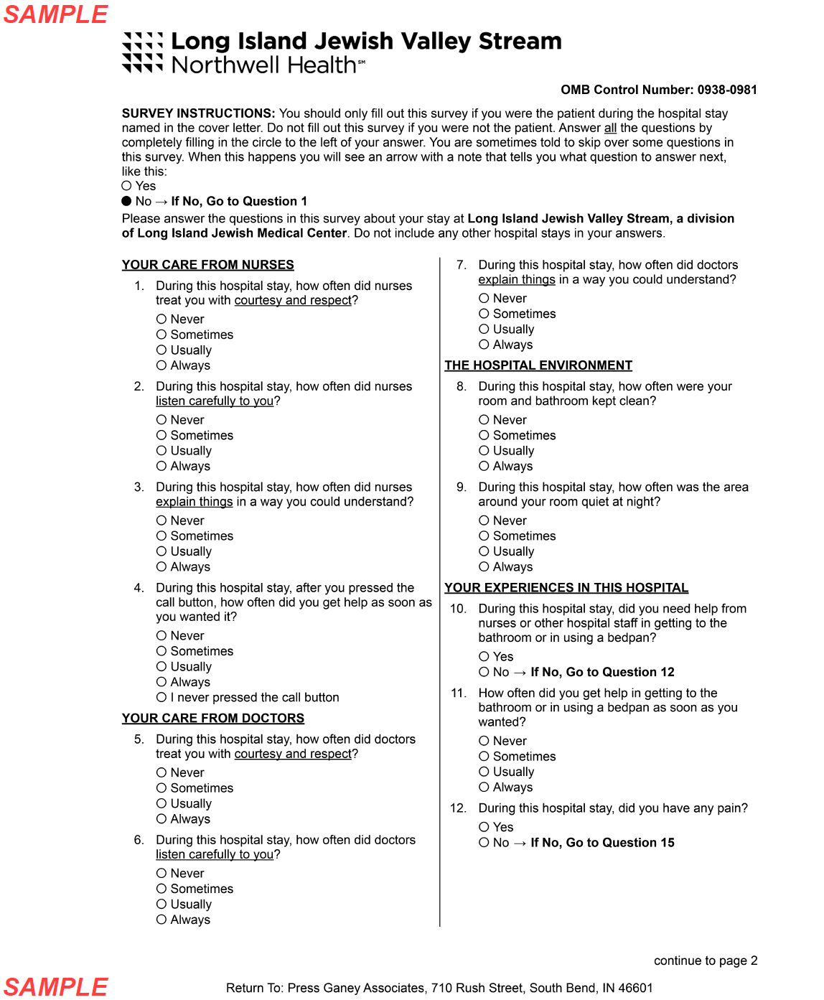 SAMPLE
Long Island Jewish Valley Stream
Northwell Health℠
OMB Control Number: 0938-0981
SURVEY INSTRUCTIONS: You should only fill out this survey if you were the patient during the hospital stay
named in the cover letter. Do not fill out this survey if you were not the patient. Answer all the questions by
completely filling in the circle to the left of your answer. You are sometimes told to skip over some questions in
this survey. When this happens you will see an arrow with a note that tells you what question to answer next,
like this:
○ Yes
● No → If No, Go to Question 1
Please answer the questions in this survey about your stay at Long Island Jewish Valley Stream, a division
of Long Island Jewish Medical Center. Do not include any other hospital stays in your answers.
YOUR CARE FROM NURSES
1. During this hospital stay, how often did nurses
treat you with courtesy and respect?
○ Never
○ Sometimes
○ Usually
○ Always
2. During this hospital stay, how often did nurses
listen carefully to you?
○ Never
○ Sometimes
○ Usually
○ Always
3. During this hospital stay, how often did nurses
explain things in a way you could understand?
○ Never
○ Sometimes
○ Usually
○ Always
4. During this hospital stay, after you pressed the
call button, how often did you get help as soon as
you wanted it?
○ Never
○ Sometimes
○ Usually
○ Always
○ I never pressed the call button
YOUR CARE FROM DOCTORS
5. During this hospital stay, how often did doctors
treat you with courtesy and respect?
○ Never
○ Sometimes
○ Usually
○ Always
6. During this hospital stay, how often did doctors
listen carefully to you?
○ Never
○ Sometimes
○ Usually
○ Always
7. During this hospital stay, how often did doctors
explain things in a way you could understand?
○ Never
○ Sometimes
○ Usually
○ Always
THE HOSPITAL ENVIRONMENT
8. During this hospital stay, how often were your
room and bathroom kept clean?
○ Never
○ Sometimes
○ Usually
○ Always
9. During this hospital stay, how often was the area
around your room quiet at night?
○ Never
○ Sometimes
○ Usually
○ Always
YOUR EXPERIENCES IN THIS HOSPITAL
10. During this hospital stay, did you need help from
nurses or other hospital staff in getting to the
bathroom or in using a bedpan?
○ Yes
○ No → If No, Go to Question 12
11. How often did you get help in getting to the
bathroom or in using a bedpan as soon as you
wanted?
○ Never
○ Sometimes
○ Usually
○ Always
12. During this hospital stay, did you have any pain?
○ Yes
○ No → If No, Go to Question 15
continue to page 2
SAMPLE
Return To: Press Ganey Associates, 710 Rush Street, South Bend, IN 46601